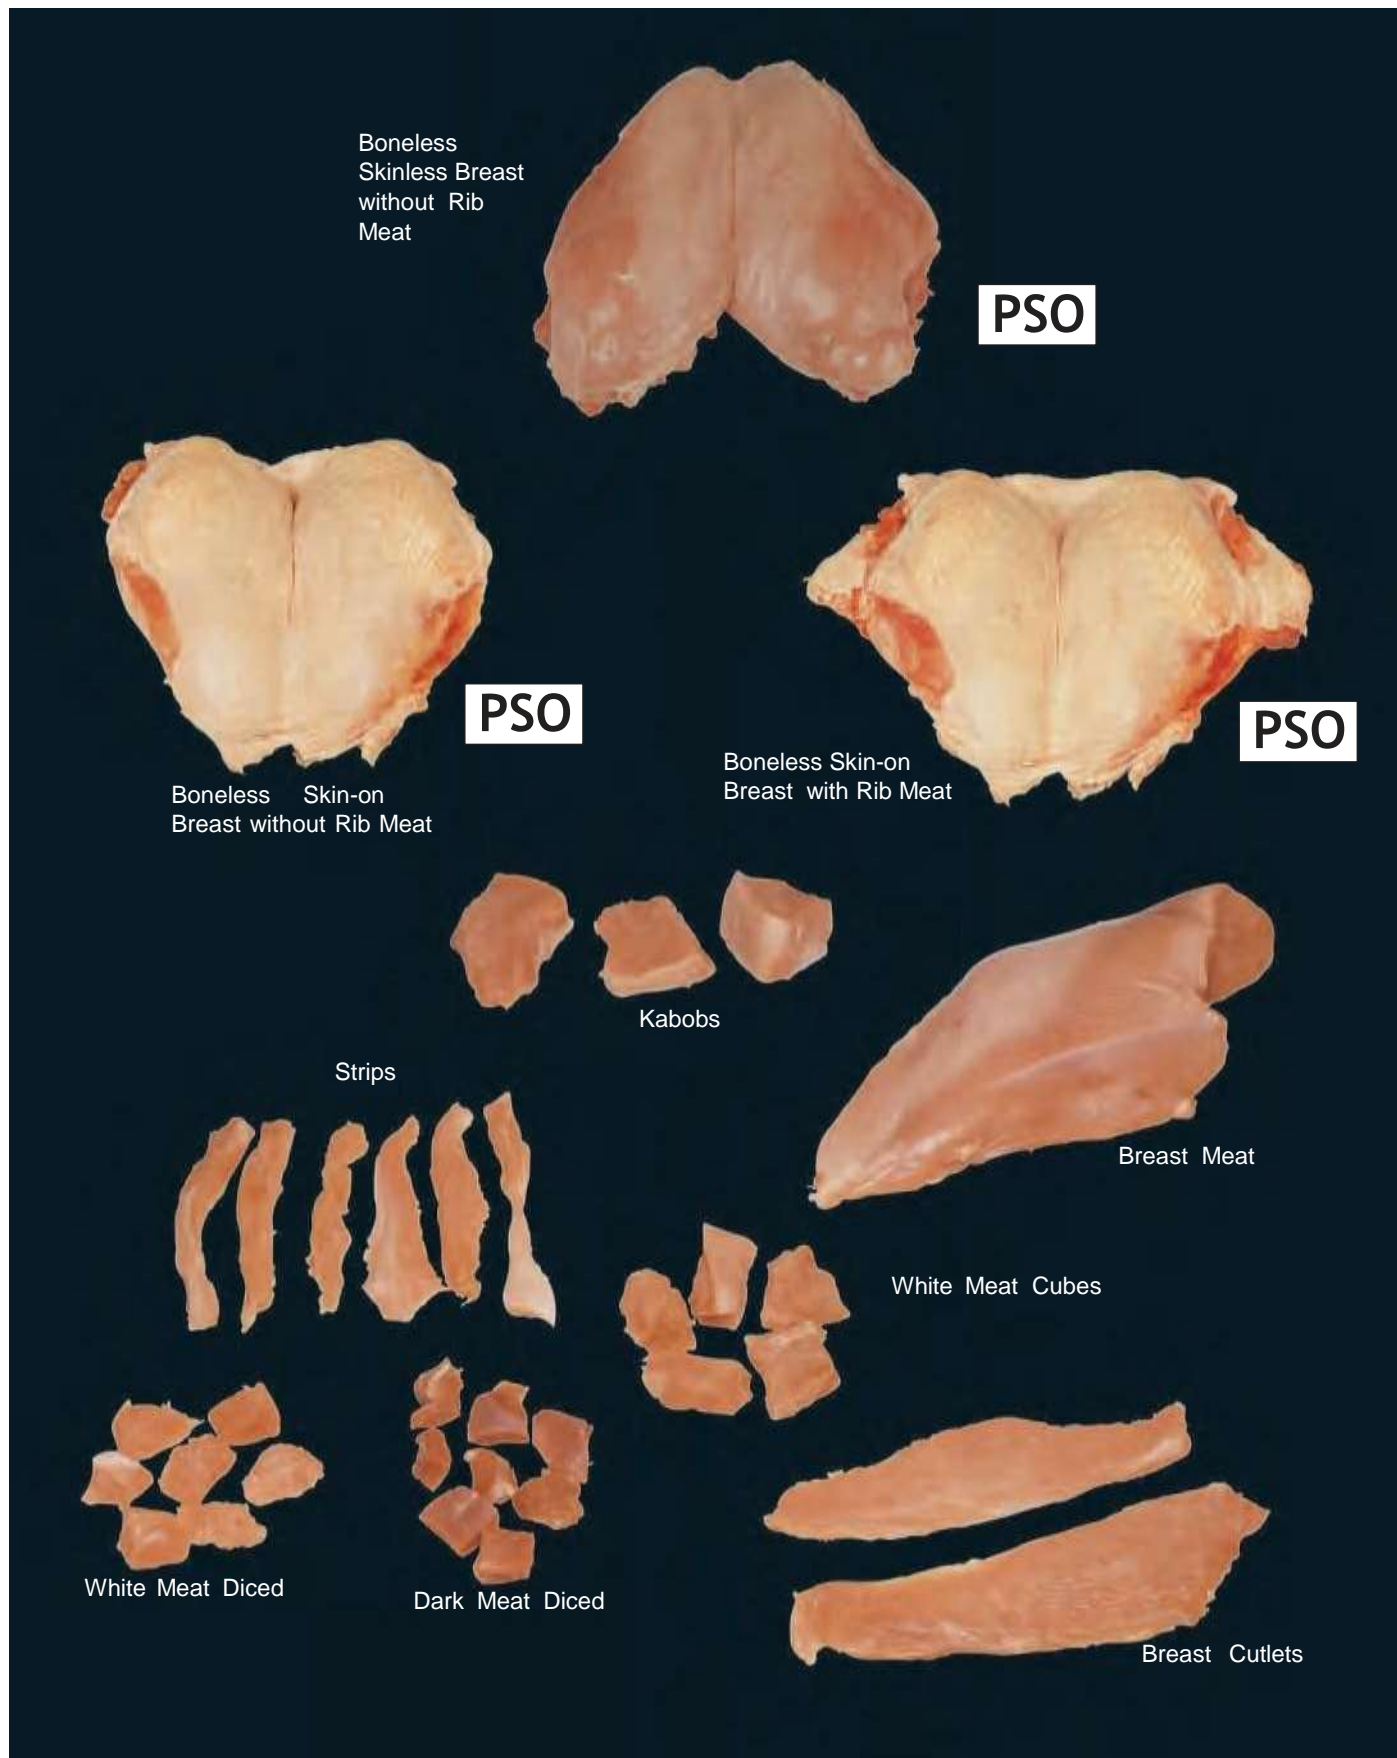 Boneless
Skinless Breast
without Rib
Meat
PSO
PSO
Boneless Skin-on
Breast without Rib Meat
PSO
Boneless Skin-on
Breast with Rib Meat
Kabobs
Strips
Breast Meat
White Meat Cubes
White Meat Diced
Dark Meat Diced
Breast Cutlets